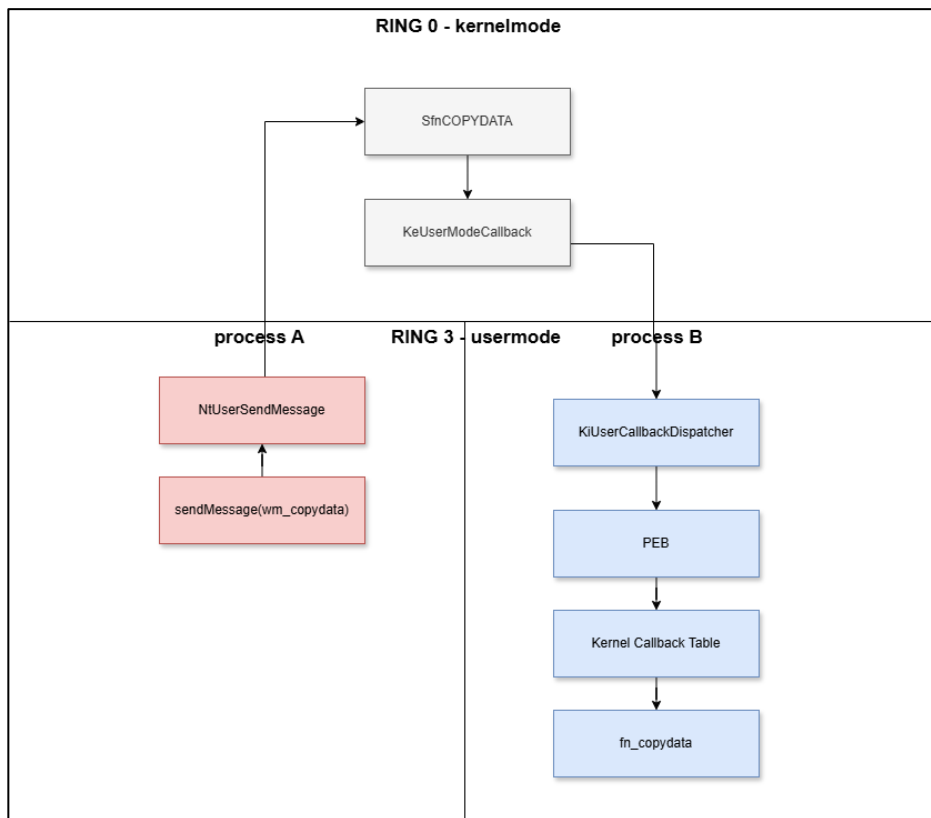 RING 0 - kernelmode
SfnCOPYDATA
KeUserModeCallback
process A
RING 3 - usermode
process B
NtUserSendMessage
sendMessage(wm_copydata)
KiUserCallbackDispatcher
PEB
Kernel Callback Table
fn_copydata